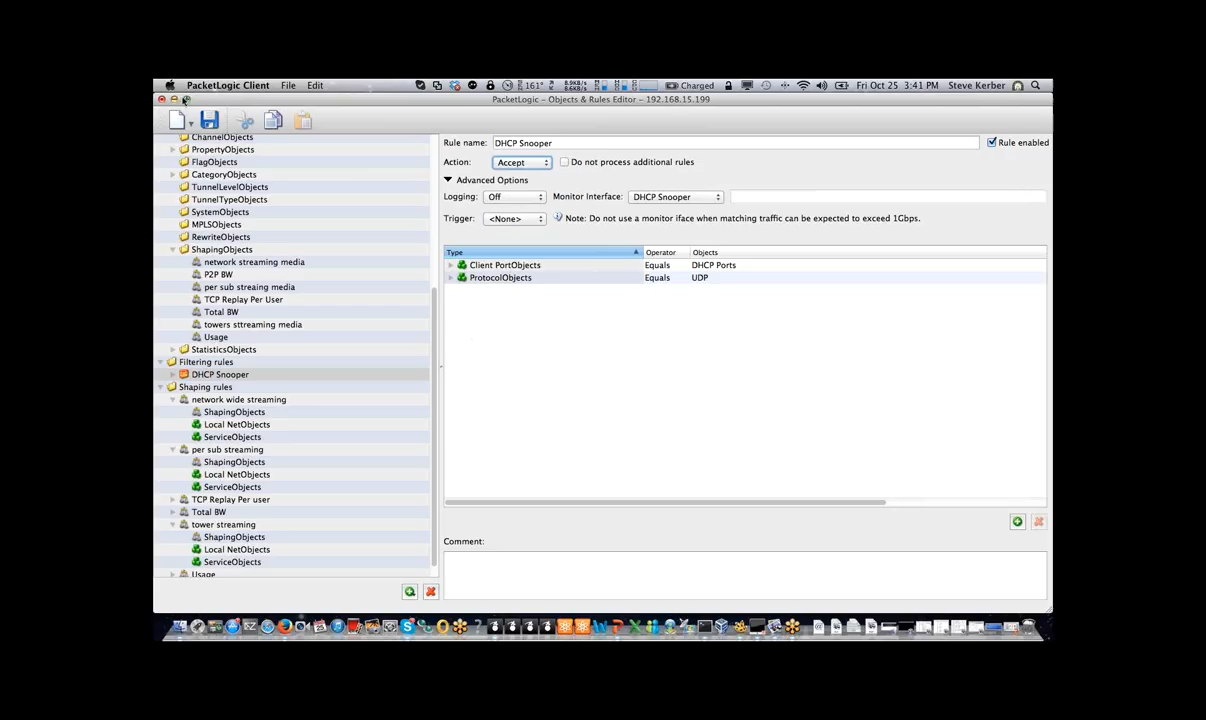 PacketLogic Client File Edit 161° 8.9KB/s 8.6KB/s Charged Fri Oct 25 3:41 PM Steve Kerber
PacketLogic – Objects & Rules Editor – 192.168.15.199
ChannelObjects
PropertyObjects
FlagObjects
CategoryObjects
TunnelLevelObjects
TunnelTypeObjects
SystemObjects
MPLSObjects
RewriteObjects
ShapingObjects
network streaming media
P2P BW
per sub streaing media
TCP Replay Per User
Total BW
towers sttreaming media
Usage
StatisticsObjects
Filtering rules
DHCP Snooper
Shaping rules
network wide streaming
ShapingObjects
Local NetObjects
ServiceObjects
per sub streaming
ShapingObjects
Local NetObjects
ServiceObjects
TCP Replay Per user
Total BW
tower streaming
ShapingObjects
Local NetObjects
ServiceObjects
Usage
Rule name: DHCP Snooper Rule enabled
Action: Accept Do not process additional rules
Advanced Options
Logging: Off Monitor Interface: DHCP Snooper
Trigger: <None> Note: Do not use a monitor iface when matching traffic can be expected to exceed 1Gbps.
Type Operator Objects
Client PortObjects Equals DHCP Ports
ProtocolObjects Equals UDP
Comment: